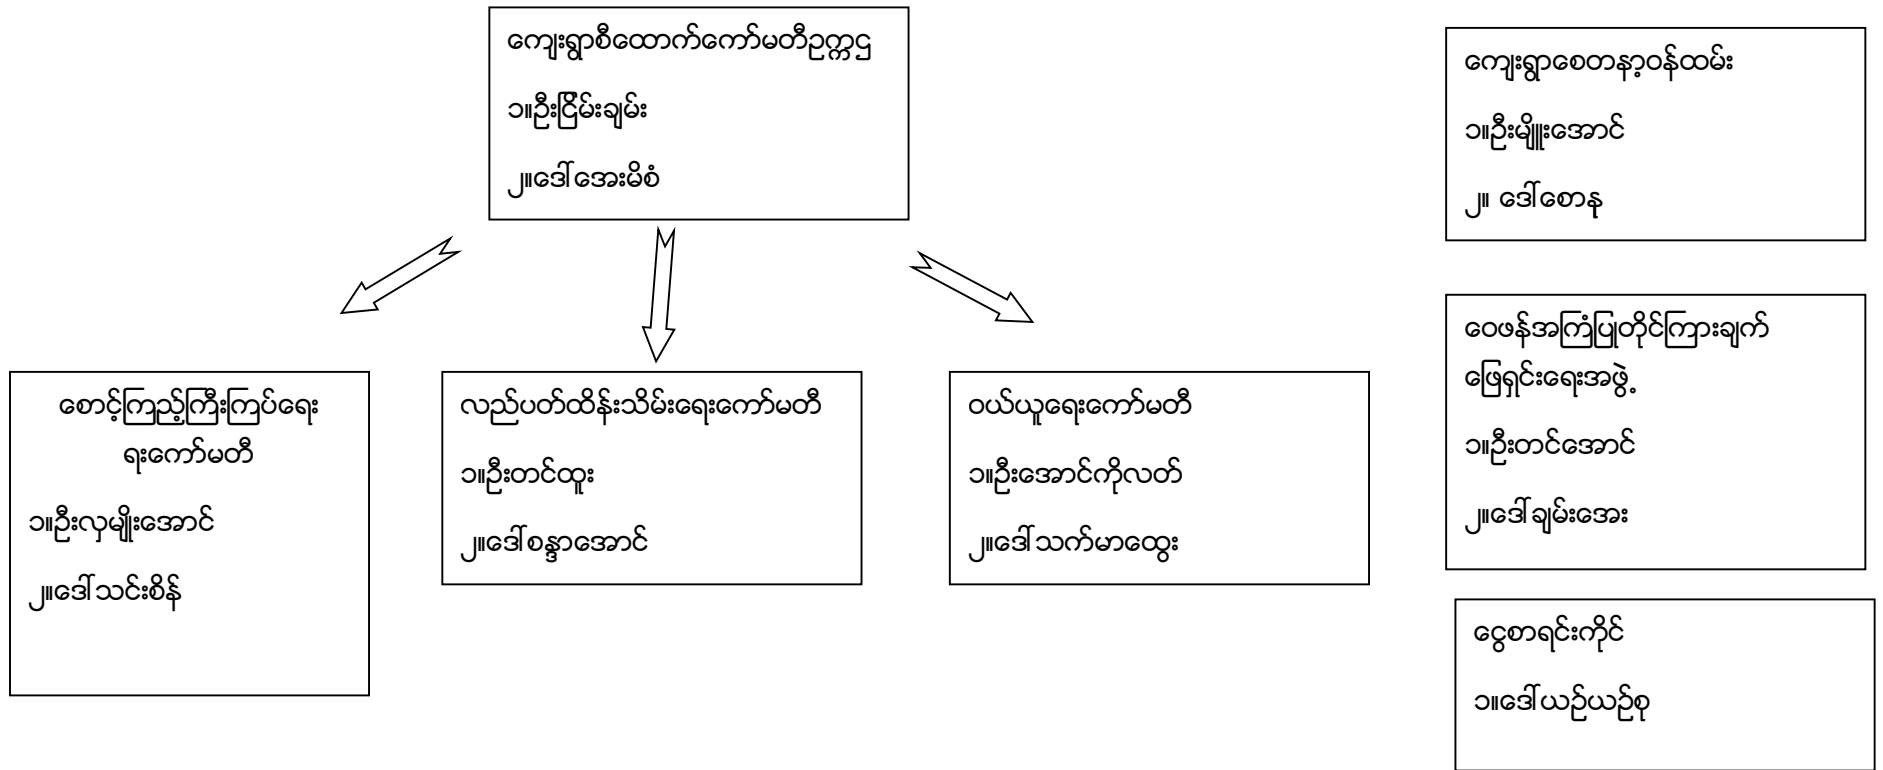 ကျေးရွာစီထောက်ကော်မတီဥက္ကဌ
၁။ဦးငြိမ်းချမ်း
၂။ဒေါ်အေးမိစံ
ကျေးရွာစေတနာ့ဝန်ထမ်း
၁။ဦးမျိူးအောင်
၂။ ဒေါ်စောနု
ဝေဖန်အကြံပြုတိုင်ကြားချက်
ဖြေရှင်းရေးအဖွဲ့
၁။ဦးတင်အောင်
၂။ဒေါ်ချမ်းအေး
စောင့်ကြည့်ကြီးကြပ်ရေး
ရးကော်မတီ
၁။ဦးလှမျိုးအောင်
၂။ဒေါ်သင်းစိန်
လည်ပတ်ထိန်းသိမ်းရေးကော်မတီ
၁။ဦးတင်ထူး
၂။ဒေါ်စန္ဒာအောင်
ဝယ်ယူရေးကော်မတီ
၁။ဦးအောင်ကိုလတ်
၂။ဒေါ်သက်မာထွေး
ငွေစာရင်းကိုင်
၁။ဒေါ်ယဉ်ယဉ်စု